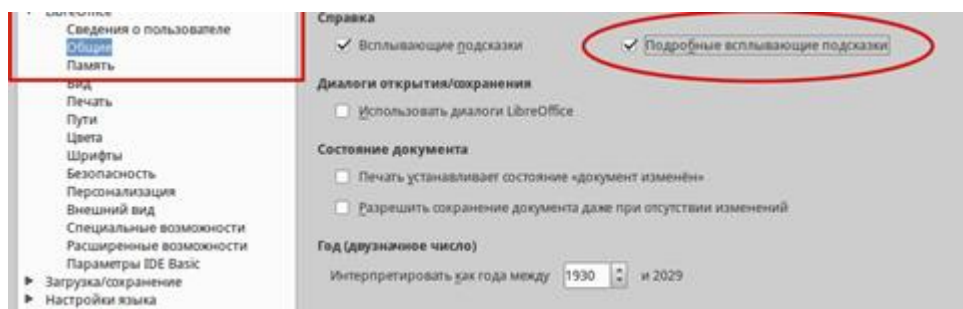 LibreOffice
Сведения о пользователе
Общие
Память
Вид
Печать
Пути
Цвета
Шрифты
Безопасность
Персонализация
Внешний вид
Специальные возможности
Расширенные возможности
Параметры IDE Basic
Загрузка/сохранение
Настройки языка
Справка
Всплывающие подсказки
Подробные всплывающие подсказки
Диалоги открытия/сохранения
Использовать диалоги LibreOffice
Состояние документа
Печать устанавливает состояние «документ изменён»
Разрешить сохранение документа даже при отсутствии изменений
Год (двузначное число)
Интерпретировать как года между 1930 и 2029